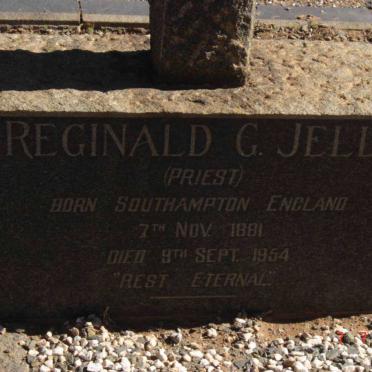 REGINALD G. JELL
(PRIEST)
BORN SOUTHAMPTON ENGLAND
7TH NOV. 1881
DIED 9TH SEPT. 1954
"REST ETERNAL"